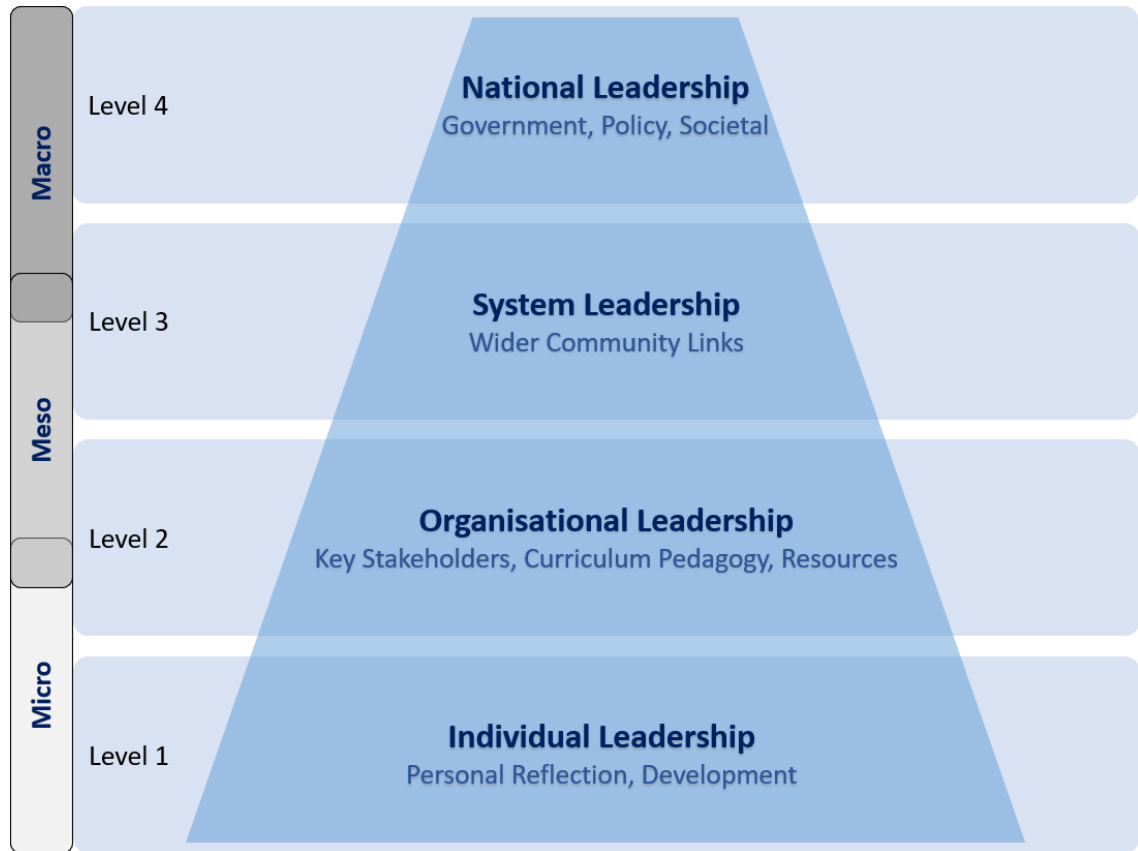 Macro
Level 4
National Leadership
Government, Policy, Societal
Level 3
System Leadership
Wider Community Links
Meso
Level 2
Organisational Leadership
Key Stakeholders, Curriculum Pedagogy, Resources
Micro
Level 1
Individual Leadership
Personal Reflection, Development